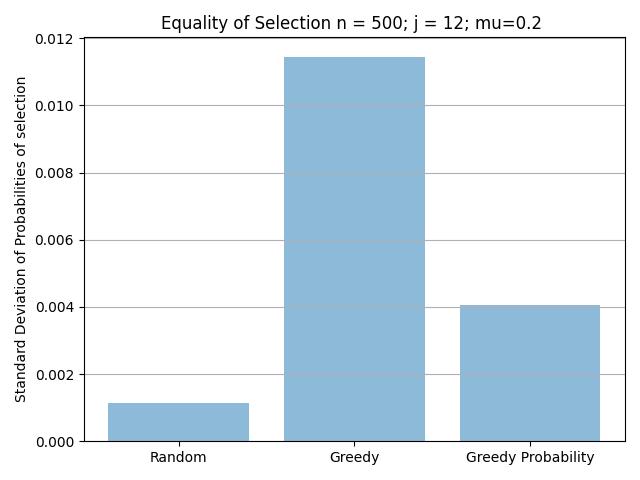 Equality of Selection n = 500; j = 12; mu=0.2
Standard Deviation of Probabilities of selection
0.012
0.010
0.008
0.006
0.004
0.002
0.000
Random Greedy Greedy Probability